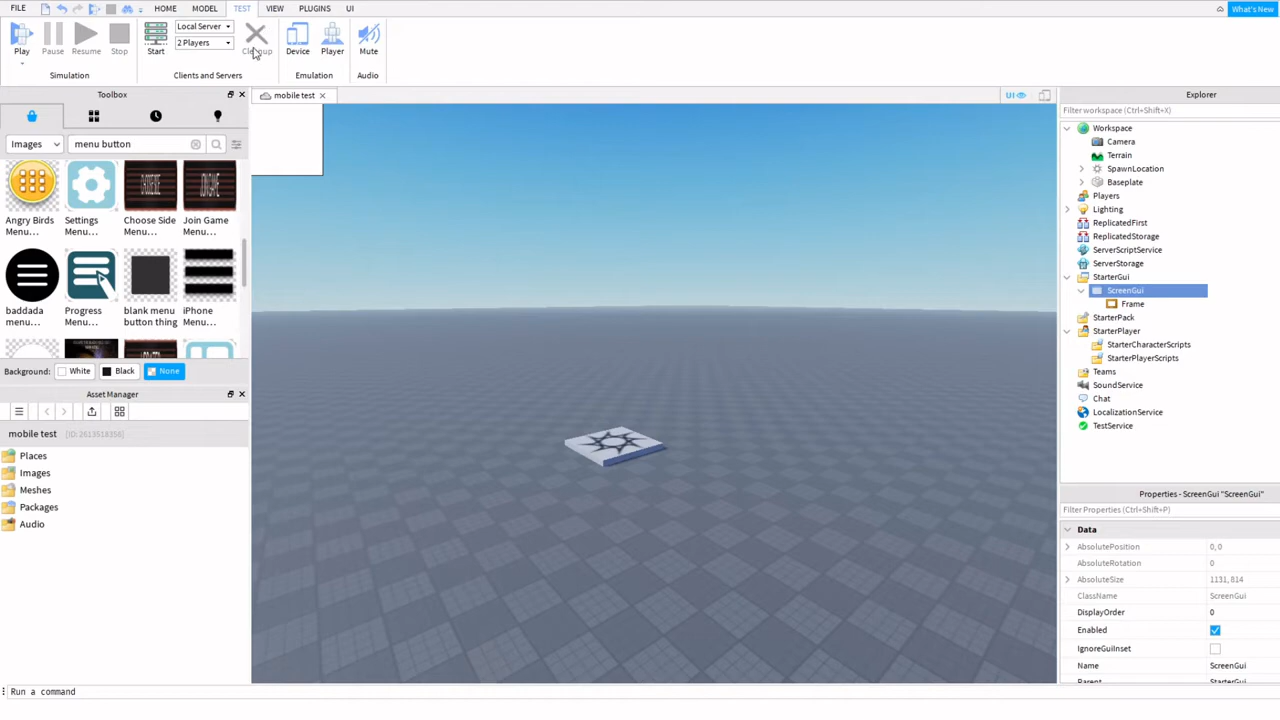 FILE HOME MODEL TEST VIEW PLUGINS UI What's New
Play Pause Resume Stop Start Local Server 2 Players Cleanup Device Player Mute
Simulation Clients and Servers Emulation Audio
Toolbox
Images menu button
Angry Birds Menu...
Settings Menu...
Choose Side Menu...
Join Game Menu...
baddada menu...
Progress Menu...
blank menu button thing
iPhone Menu...
Background: White Black None
Asset Manager
mobile test [ID: 2613518356]
Places
Images
Meshes
Packages
Audio
Run a command
mobile test
UI
Explorer
Filter workspace (Ctrl+Shift+X)
Workspace
Camera
Terrain
SpawnLocation
Baseplate
Players
Lighting
ReplicatedFirst
ReplicatedStorage
ServerScriptService
ServerStorage
StarterGui
ScreenGui
Frame
StarterPack
StarterPlayer
StarterCharacterScripts
StarterPlayerScripts
Teams
SoundService
Chat
LocalizationService
TestService
Properties - ScreenGui "ScreenGui"
Filter Properties (Ctrl+Shift+P)
Data
AbsolutePosition 0, 0
AbsoluteRotation 0
AbsoluteSize 1131, 814
ClassName ScreenGui
DisplayOrder 0
Enabled
IgnoreGuiInset
Name ScreenGui
Parent StarterGui